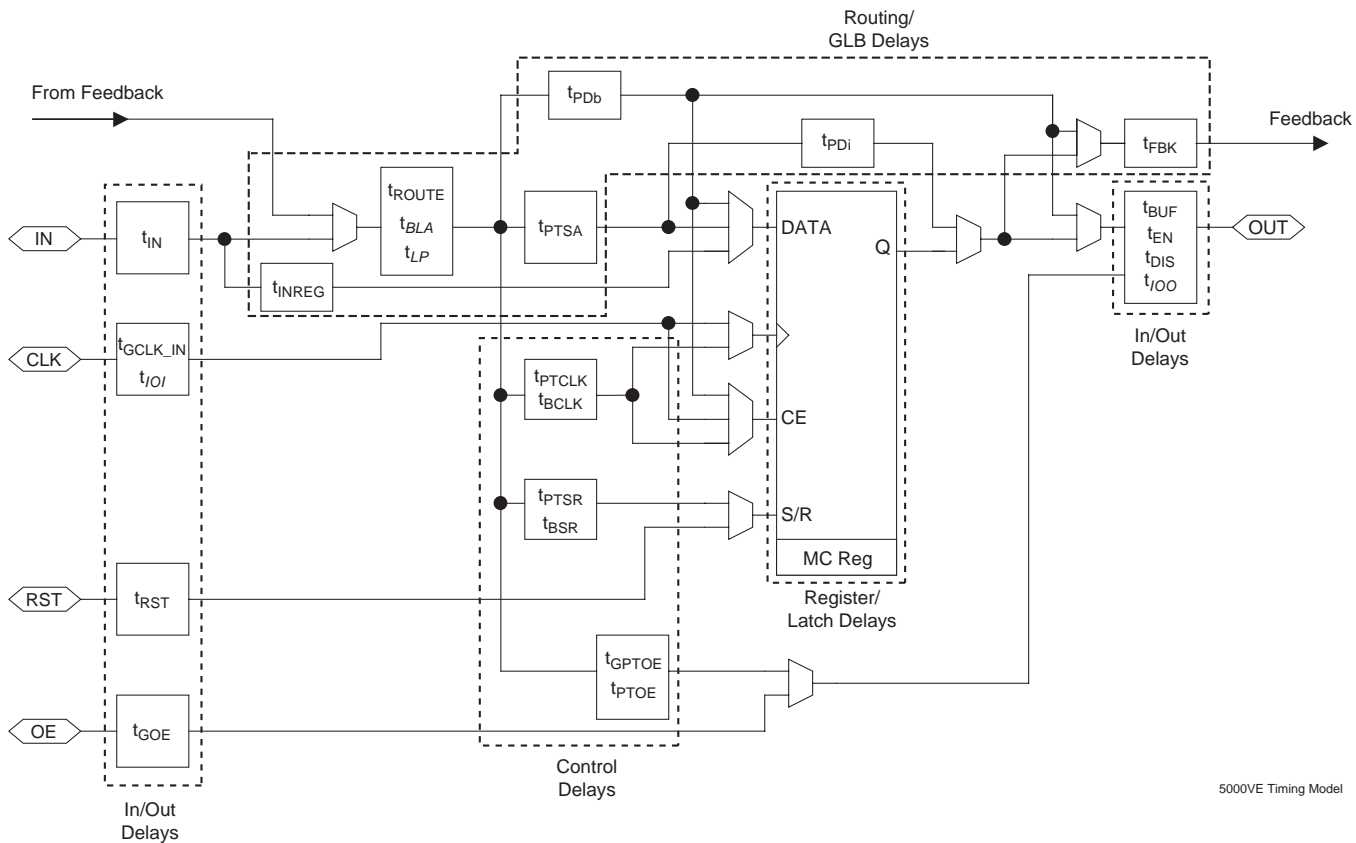 Routing/
GLB Delays
From Feedback
tPDb
Feedback
tPDi
tFBK
tROUTE
tBLA
tLP
tPTSA
IN
tIN
DATA
Q
tBUF
tEN
tDIS
tIOO
OUT
tINREG
In/Out
Delays
CLK
tGCLK_IN
tIOI
tPTCLK
tBCLK
CE
tPTSR
tBSR
S/R
MC Reg
RST
tRST
Register/
Latch Delays
tGPTOE
tPTOE
OE
tGOE
Control
Delays
5000VE Timing Model
In/Out
Delays